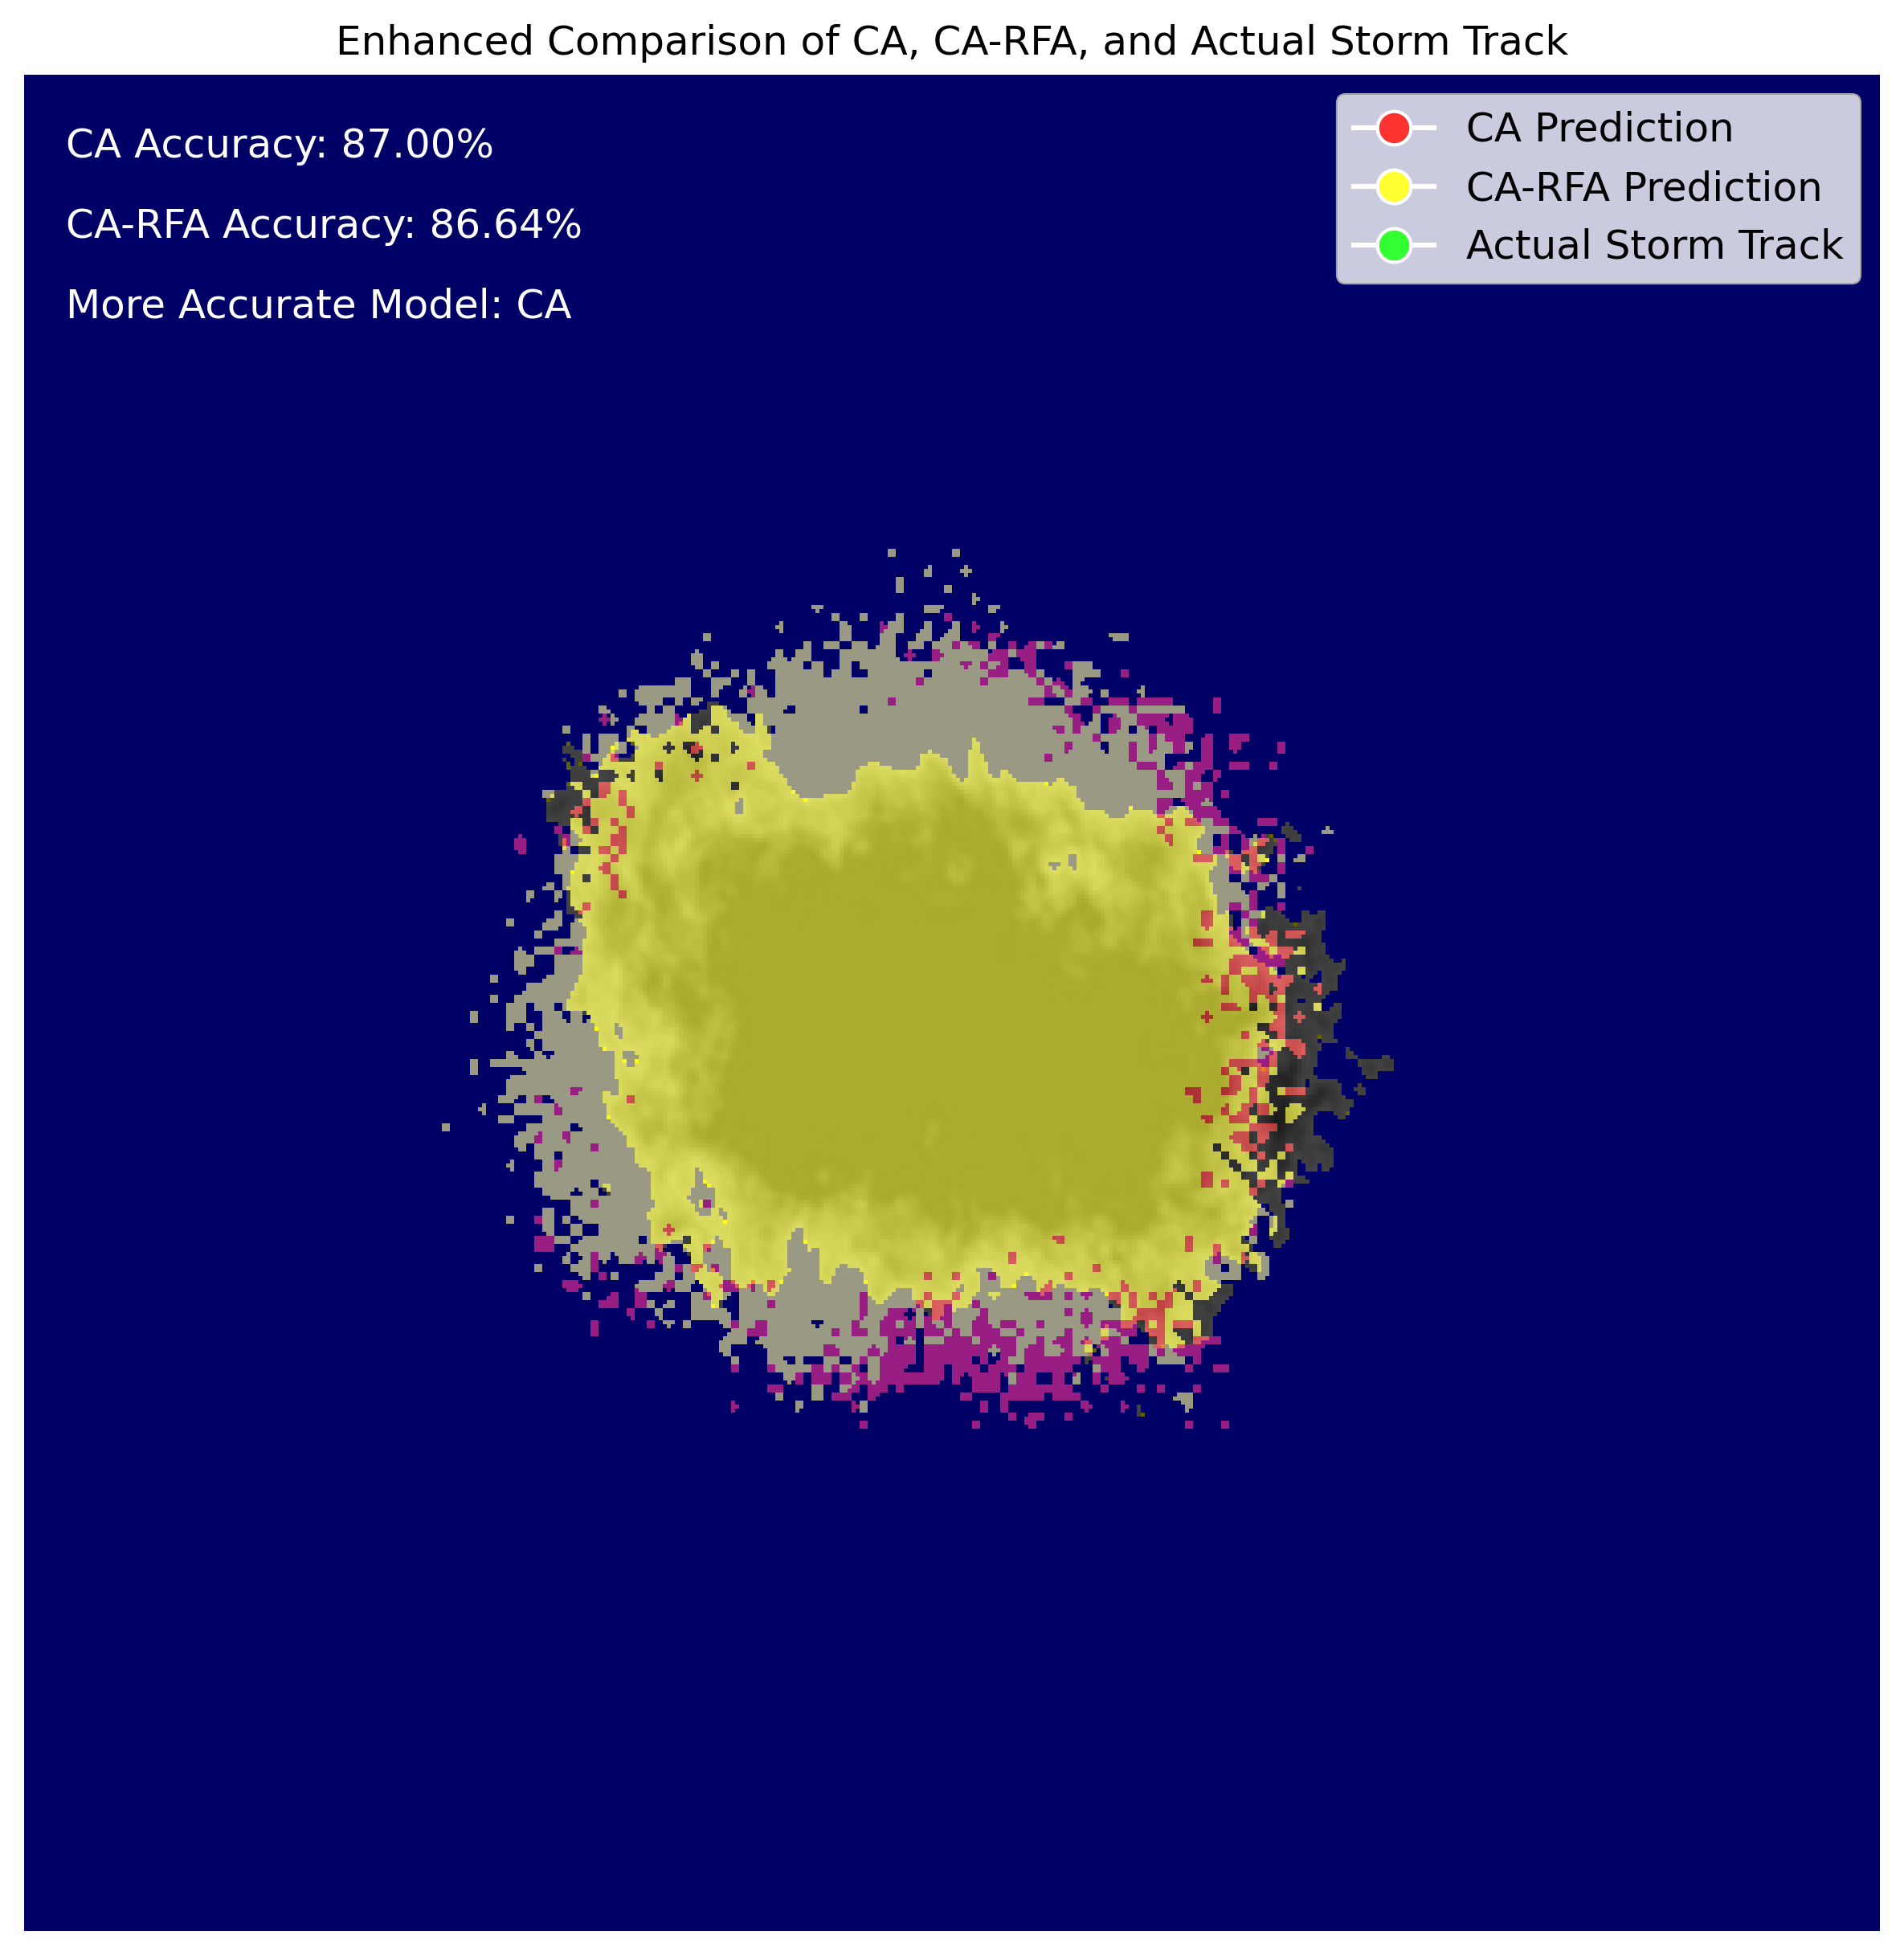 Enhanced Comparison of CA, CA-RFA, and Actual Storm Track
CA Accuracy: 87.00%
CA-RFA Accuracy: 86.64%
More Accurate Model: CA
CA Prediction
CA-RFA Prediction
Actual Storm Track